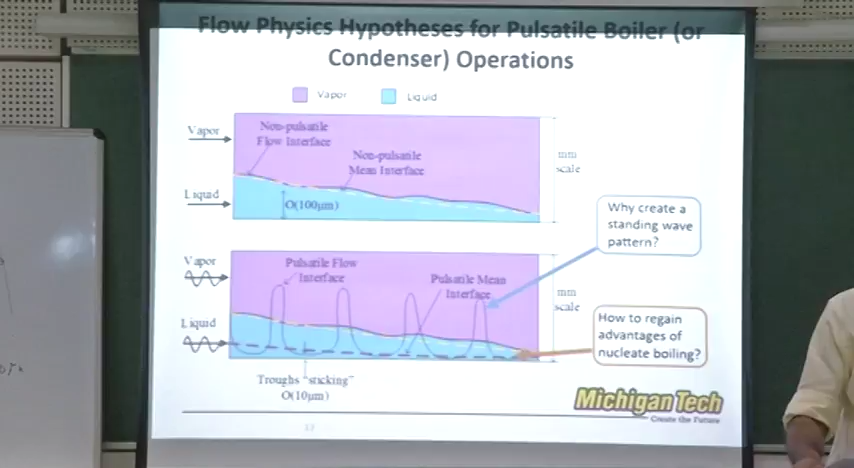 Flow Physics Hypotheses for Pulsatile Boiler (or
Condenser) Operations
Vapor
Liquid
Vapor
Non-pulsatile
Flow Interface
Non-pulsatile
Mean Interface
mm
scale
Liquid
O(100μm)
Why create a
standing wave
pattern?
Vapor
Pulsatile Flow
Interface
Pulsatile Mean
Interface
mm
scale
Liquid
How to regain
advantages of
nucleate boiling?
Troughs "sticking"
O(10μm)
Michigan Tech
Create the Future